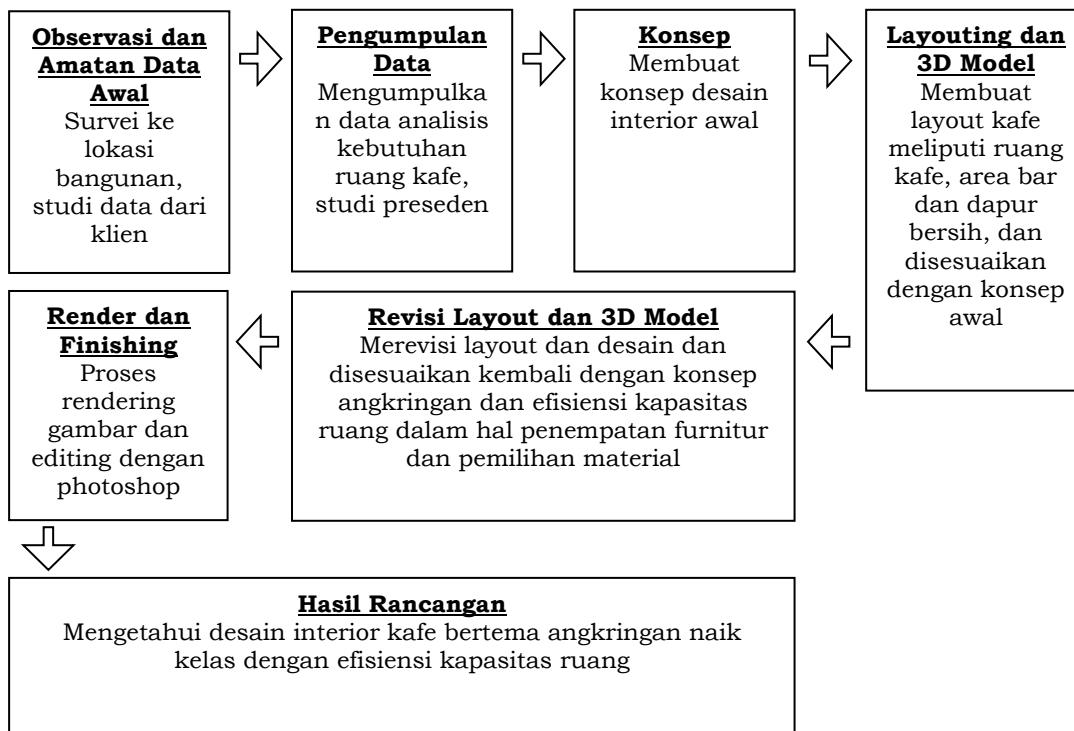 Observasi dan
Amatan Data
Awal
Survei ke
lokasi
bangunan,
studi data dari
klien
Pengumpulan
Data
Mengumpulka
n data analisis
kebutuhan
ruang kafe,
studi preseden
Konsep
Membuat
konsep desain
interior awal
Layouting dan
3D Model
Membuat
layout kafe
meliputi ruang
kafe, area bar
dan dapur
bersih, dan
disesuaikan
dengan konsep
awal
Revisi Layout dan 3D Model
Merevisi layout dan desain dan
disesuaikan kembali dengan konsep
angkringan dan efisiensi kapasitas
ruang dalam hal penempatan furnitur
dan pemilihan material
Render dan
Finishing
Proses
rendering
gambar dan
editing dengan
photoshop
Hasil Rancangan
Mengetahui desain interior kafe bertema angkringan naik
kelas dengan efisiensi kapasitas ruang